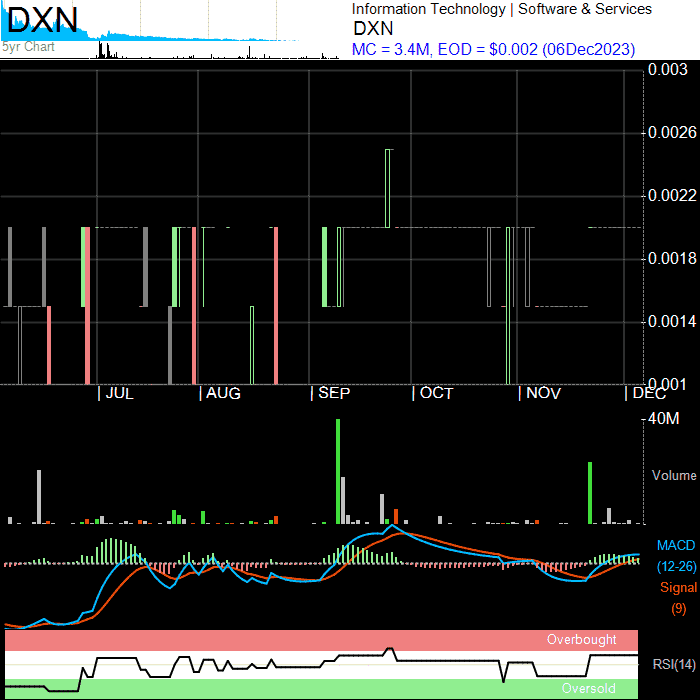 DXN
5yr Chart
Information Technology | Software & Services
DXN
MC = 3.4M, EOD = $0.002 (06Dec2023)
0.003
0.0026
0.0022
0.0018
0.0014
0.001
| JUL | AUG | SEP | OCT | NOV | DEC
40M
Volume
MACD
(12-26)
Signal
(9)
Overbought
RSI(14)
Oversold